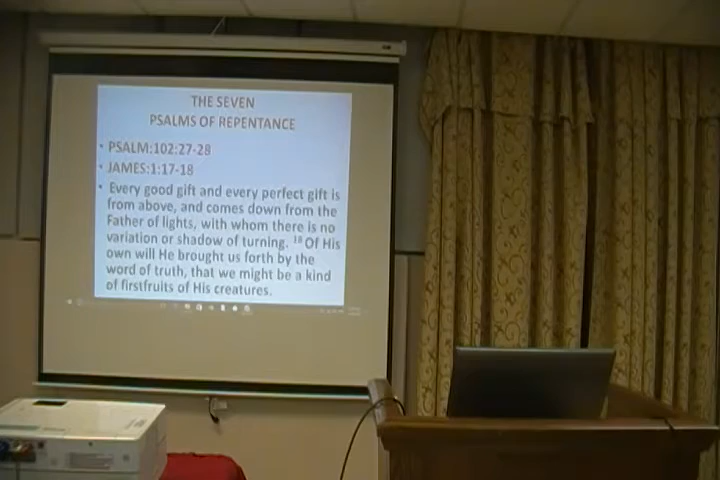 THE SEVEN
PSALMS OF REPENTANCE
• PSALM:102:27-28
• JAMES:1:17-18
• Every good gift and every perfect gift is
from above, and comes down from the
Father of lights, with whom there is no
variation or shadow of turning. 18 Of His
own will He brought us forth by the
word of truth, that we might be a kind
of firstfruits of His creatures.